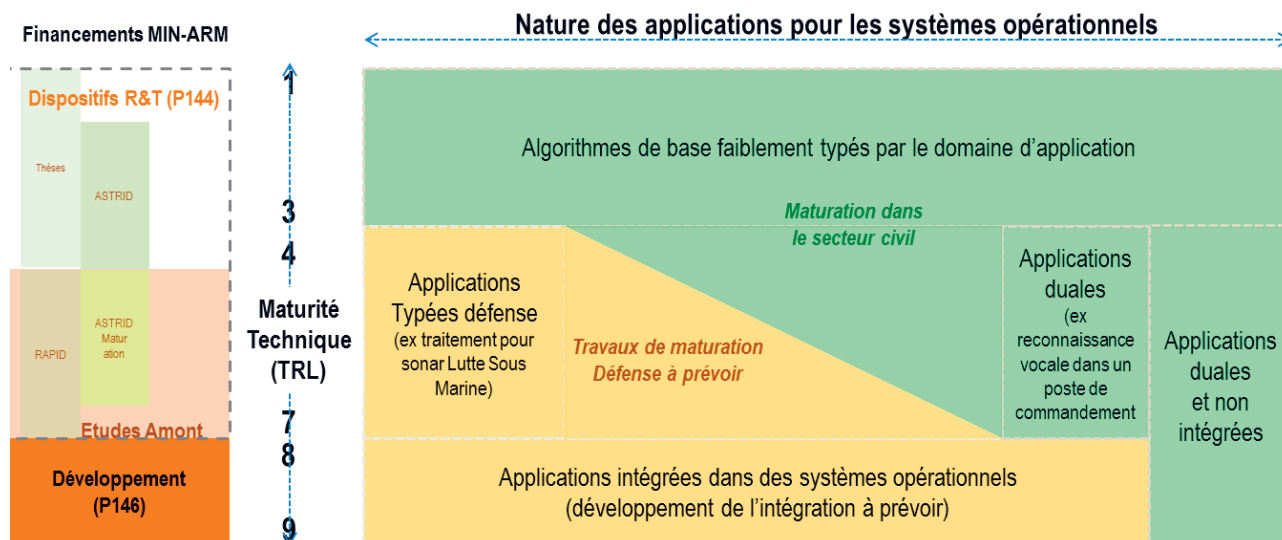 Nature des applications pour les systèmes opérationnels
Financements MIN-ARM
Dispositifs R&T (P144)
Thèses
ASTRID
RAPID
ASTRID
Matur
ation
Etudes Amont
Développement
(P146)
1
3
4
Maturité
Technique
(TRL)
7
8
9
Algorithmes de base faiblement typés par le domaine d'application
Maturation dans
le secteur civil
Applications
Typées défense
(ex traitement pour
sonar Lutte Sous
Marine)
Travaux de maturation
Défense à prévoir
Applications
duales
(ex
reconnaissance
vocale dans un
poste de
commandement
Applications
duales
et non
intégrées
Applications intégrées dans des systèmes opérationnels
(développement de l'intégration à prévoir)